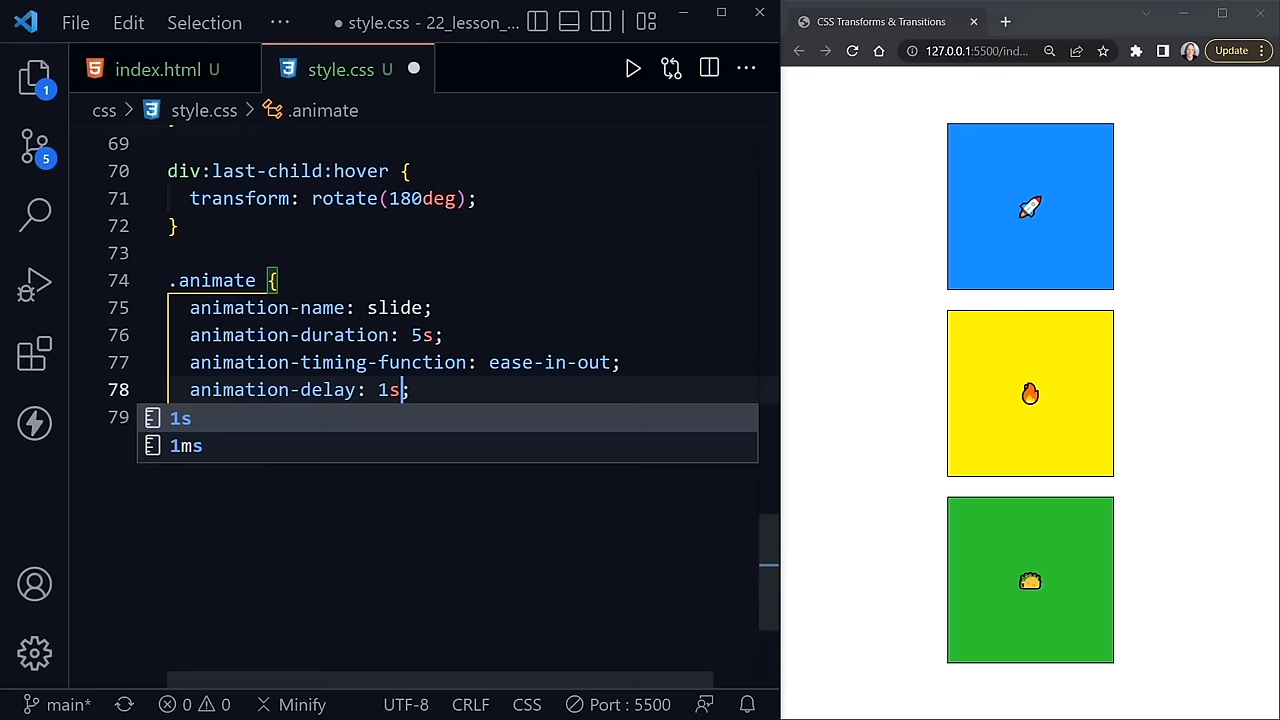 File Edit Selection ··· ● style.css - 22_lesson_...
index.html U style.css U
css > style.css > .animate
69
70 div:last-child:hover {
71 transform: rotate(180deg);
72 }
73
74 .animate {
75 animation-name: slide;
76 animation-duration: 5s;
77 animation-timing-function: ease-in-out;
78 animation-delay: 1s;
79
1s
1ms
1
5
main* 0 0 Minify UTF-8 CRLF CSS Port : 5500
CSS Transforms & Transitions
127.0.0.1:5500/ind... Update